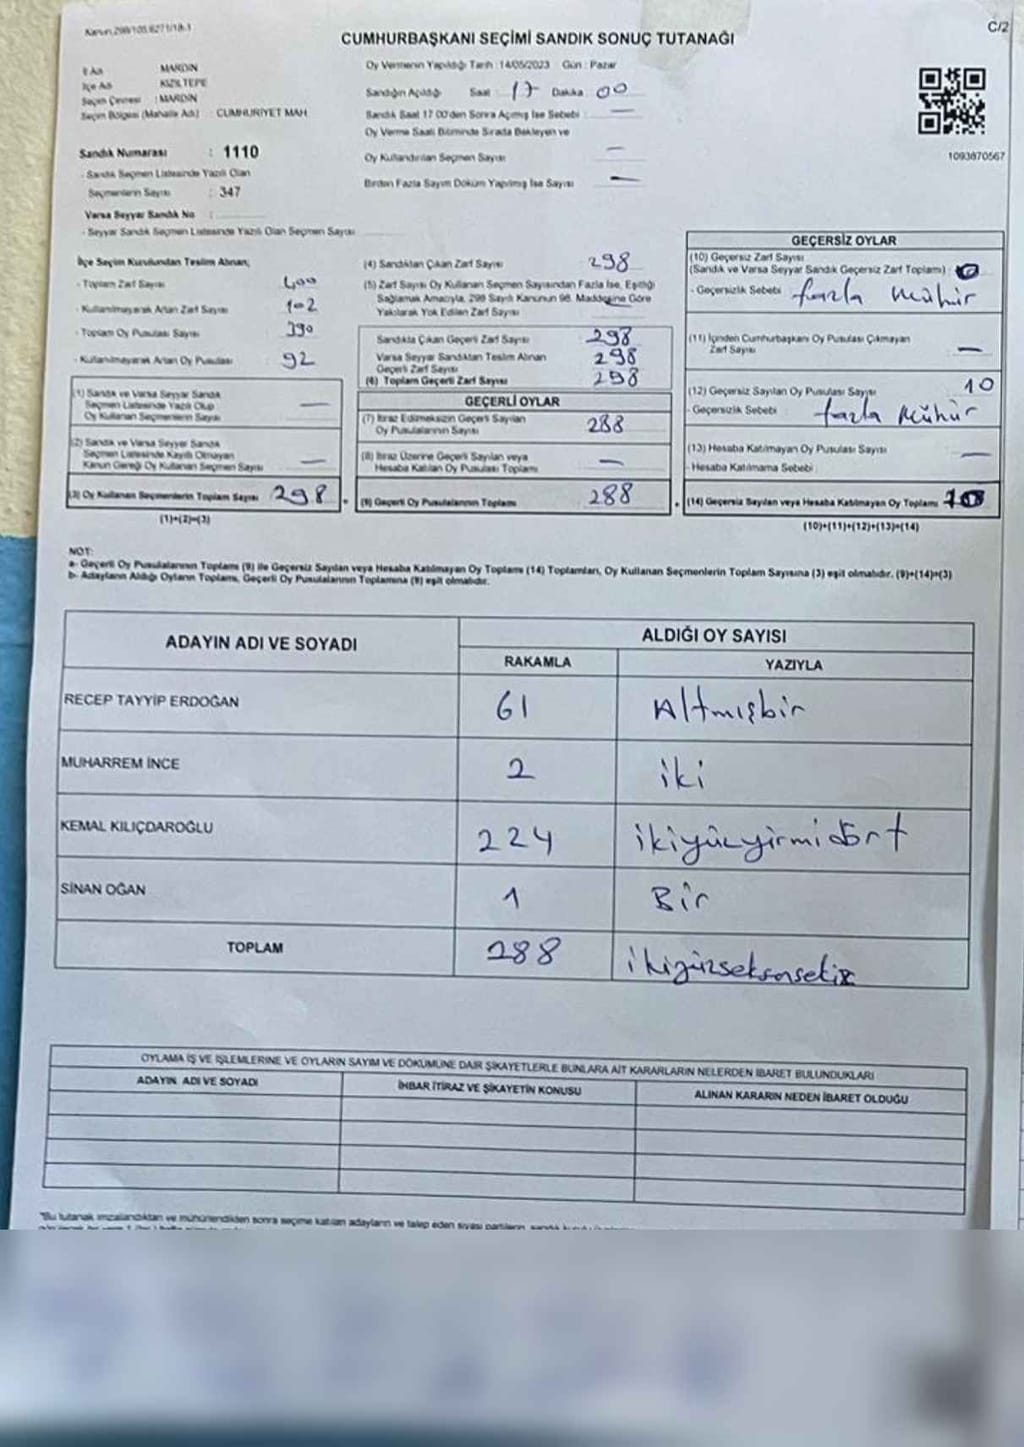 Kanun 298/105.6271/18-1
C/2
CUMHURBAŞKANI SEÇİMİ SANDIK SONUÇ TUTANAĞI
İl Adı : MARDİN
İlçe Adı : KIZILTEPE
Seçim Çevresi : MARDİN
Seçim Bölgesi (Mahalle Adı) : CUMHURİYET MAH
Sandık Numarası : 1110
- Sandık Seçmen Listesinde Yazılı Olan
Seçmenlerin Sayısı : 347
Varsa Seyyar Sandık No :
- Seyyar Sandık Seçmen Listesinde Yazılı Olan Seçmen Sayısı
Oy Vermenin Yapıldığı Tarih : 14/05/2023 Gün : Pazar
Sandığın Açıldığı Saat : 17 Dakika : 00
Sandık Saat 17.00'den Sonra Açılmış İse Sebebi : —
Oy Verme Saati Bitiminde Sırada Bekleyen ve
Oy Kullandırılan Seçmen Sayısı —
Birden Fazla Sayım Döküm Yapılmış İse Sayısı —
1093870567
İlçe Seçim Kurulundan Teslim Alınan;
- Toplam Zarf Sayısı 400
- Kullanılmayarak Artan Zarf Sayısı 102
- Toplam Oy Pusulası Sayısı 390
- Kullanılmayarak Artan Oy Pusulası 92
(1) Sandık ve Varsa Seyyar Sandık
Seçmen Listesinde Yazılı Olup
Oy Kullanan Seçmenlerin Sayısı —
(2) Sandık ve Varsa Seyyar Sandık
Seçmen Listesinde Kayıtlı Olmayan
Kanun Gereği Oy Kullanan Seçmen Sayısı —
(3) Oy Kullanan Seçmenlerin Toplam Sayısı 298
(1)+(2)=(3)
(4) Sandıktan Çıkan Zarf Sayısı 298
(5) Zarf Sayısı Oy Kullanan Seçmen Sayısından Fazla İse, Eşitliği
Sağlamak Amacıyla, 298 Sayılı Kanunun 98. Maddesine Göre
Yakılarak Yok Edilen Zarf Sayısı
Sandıkta Çıkan Geçerli Zarf Sayısı 298
Varsa Seyyar Sandıktan Teslim Alınan
Geçerli Zarf Sayısı 298
(6) Toplam Geçerli Zarf Sayısı 298
GEÇERLİ OYLAR
(7) İtiraz Edilmeksizin Geçerli Sayılan
Oy Pusulalarının Sayısı 288
(8) İtiraz Üzerine Geçerli Sayılan veya
Hesaba Katılan Oy Pusulası Toplamı —
(9) Geçerli Oy Pusulalarının Toplamı 288
GEÇERSİZ OYLAR
(10) Geçersiz Zarf Sayısı
(Sandık ve Varsa Seyyar Sandık Geçersiz Zarf Toplamı)
- Geçersizlik Sebebi : fazla mühür
(11) İçinden Cumhurbaşkanı Oy Pusulası Çıkmayan
Zarf Sayısı —
(12) Geçersiz Sayılan Oy Pusulası Sayısı 10
- Geçersizlik Sebebi : fazla mühür
(13) Hesaba Katılmayan Oy Pusulası Sayısı —
- Hesaba Katılmama Sebebi :
(14) Geçersiz Sayılan veya Hesaba Katılmayan Oy Toplamı
(10)+(11)+(12)+(13)=(14)
NOT:
a- Geçerli Oy Pusulalarının Toplamı (9) ile Geçersiz Sayılan veya Hesaba Katılmayan Oy Toplamı (14) Toplamları, Oy Kullanan Seçmenlerin Toplam Sayısına (3) eşit olmalıdır. (9)+(14)=(3)
b- Adayların Aldığı Oyların Toplamı, Geçerli Oy Pusulalarının Toplamına (9) eşit olmalıdır.
ADAYIN ADI VE SOYADI ALDIĞI OY SAYISI
RAKAMLA YAZIYLA
RECEP TAYYİP ERDOĞAN 61 Altmışbir
MUHARREM İNCE 2 iki
KEMAL KILIÇDAROĞLU 224 ikiyüzyirmidört
SİNAN OĞAN 1 Bir
TOPLAM 288 ikiyüzseksensekiz
OYLAMA İŞ VE İŞLEMLERİNE VE OYLARIN SAYIM VE DÖKÜMÜNE DAİR ŞİKAYETLERLE BUNLARA AİT KARARLARIN NELERDEN İBARET BULUNDUKLARI
ADAYIN ADI VE SOYADI İHBAR İTİRAZ VE ŞİKAYETİN KONUSU ALINAN KARARIN NEDEN İBARET OLDUĞU
*Bu tutanak imzalandıktan ve mühürlendikten sonra seçime katılan adayların ve talep eden siyasi partilerin, sandık